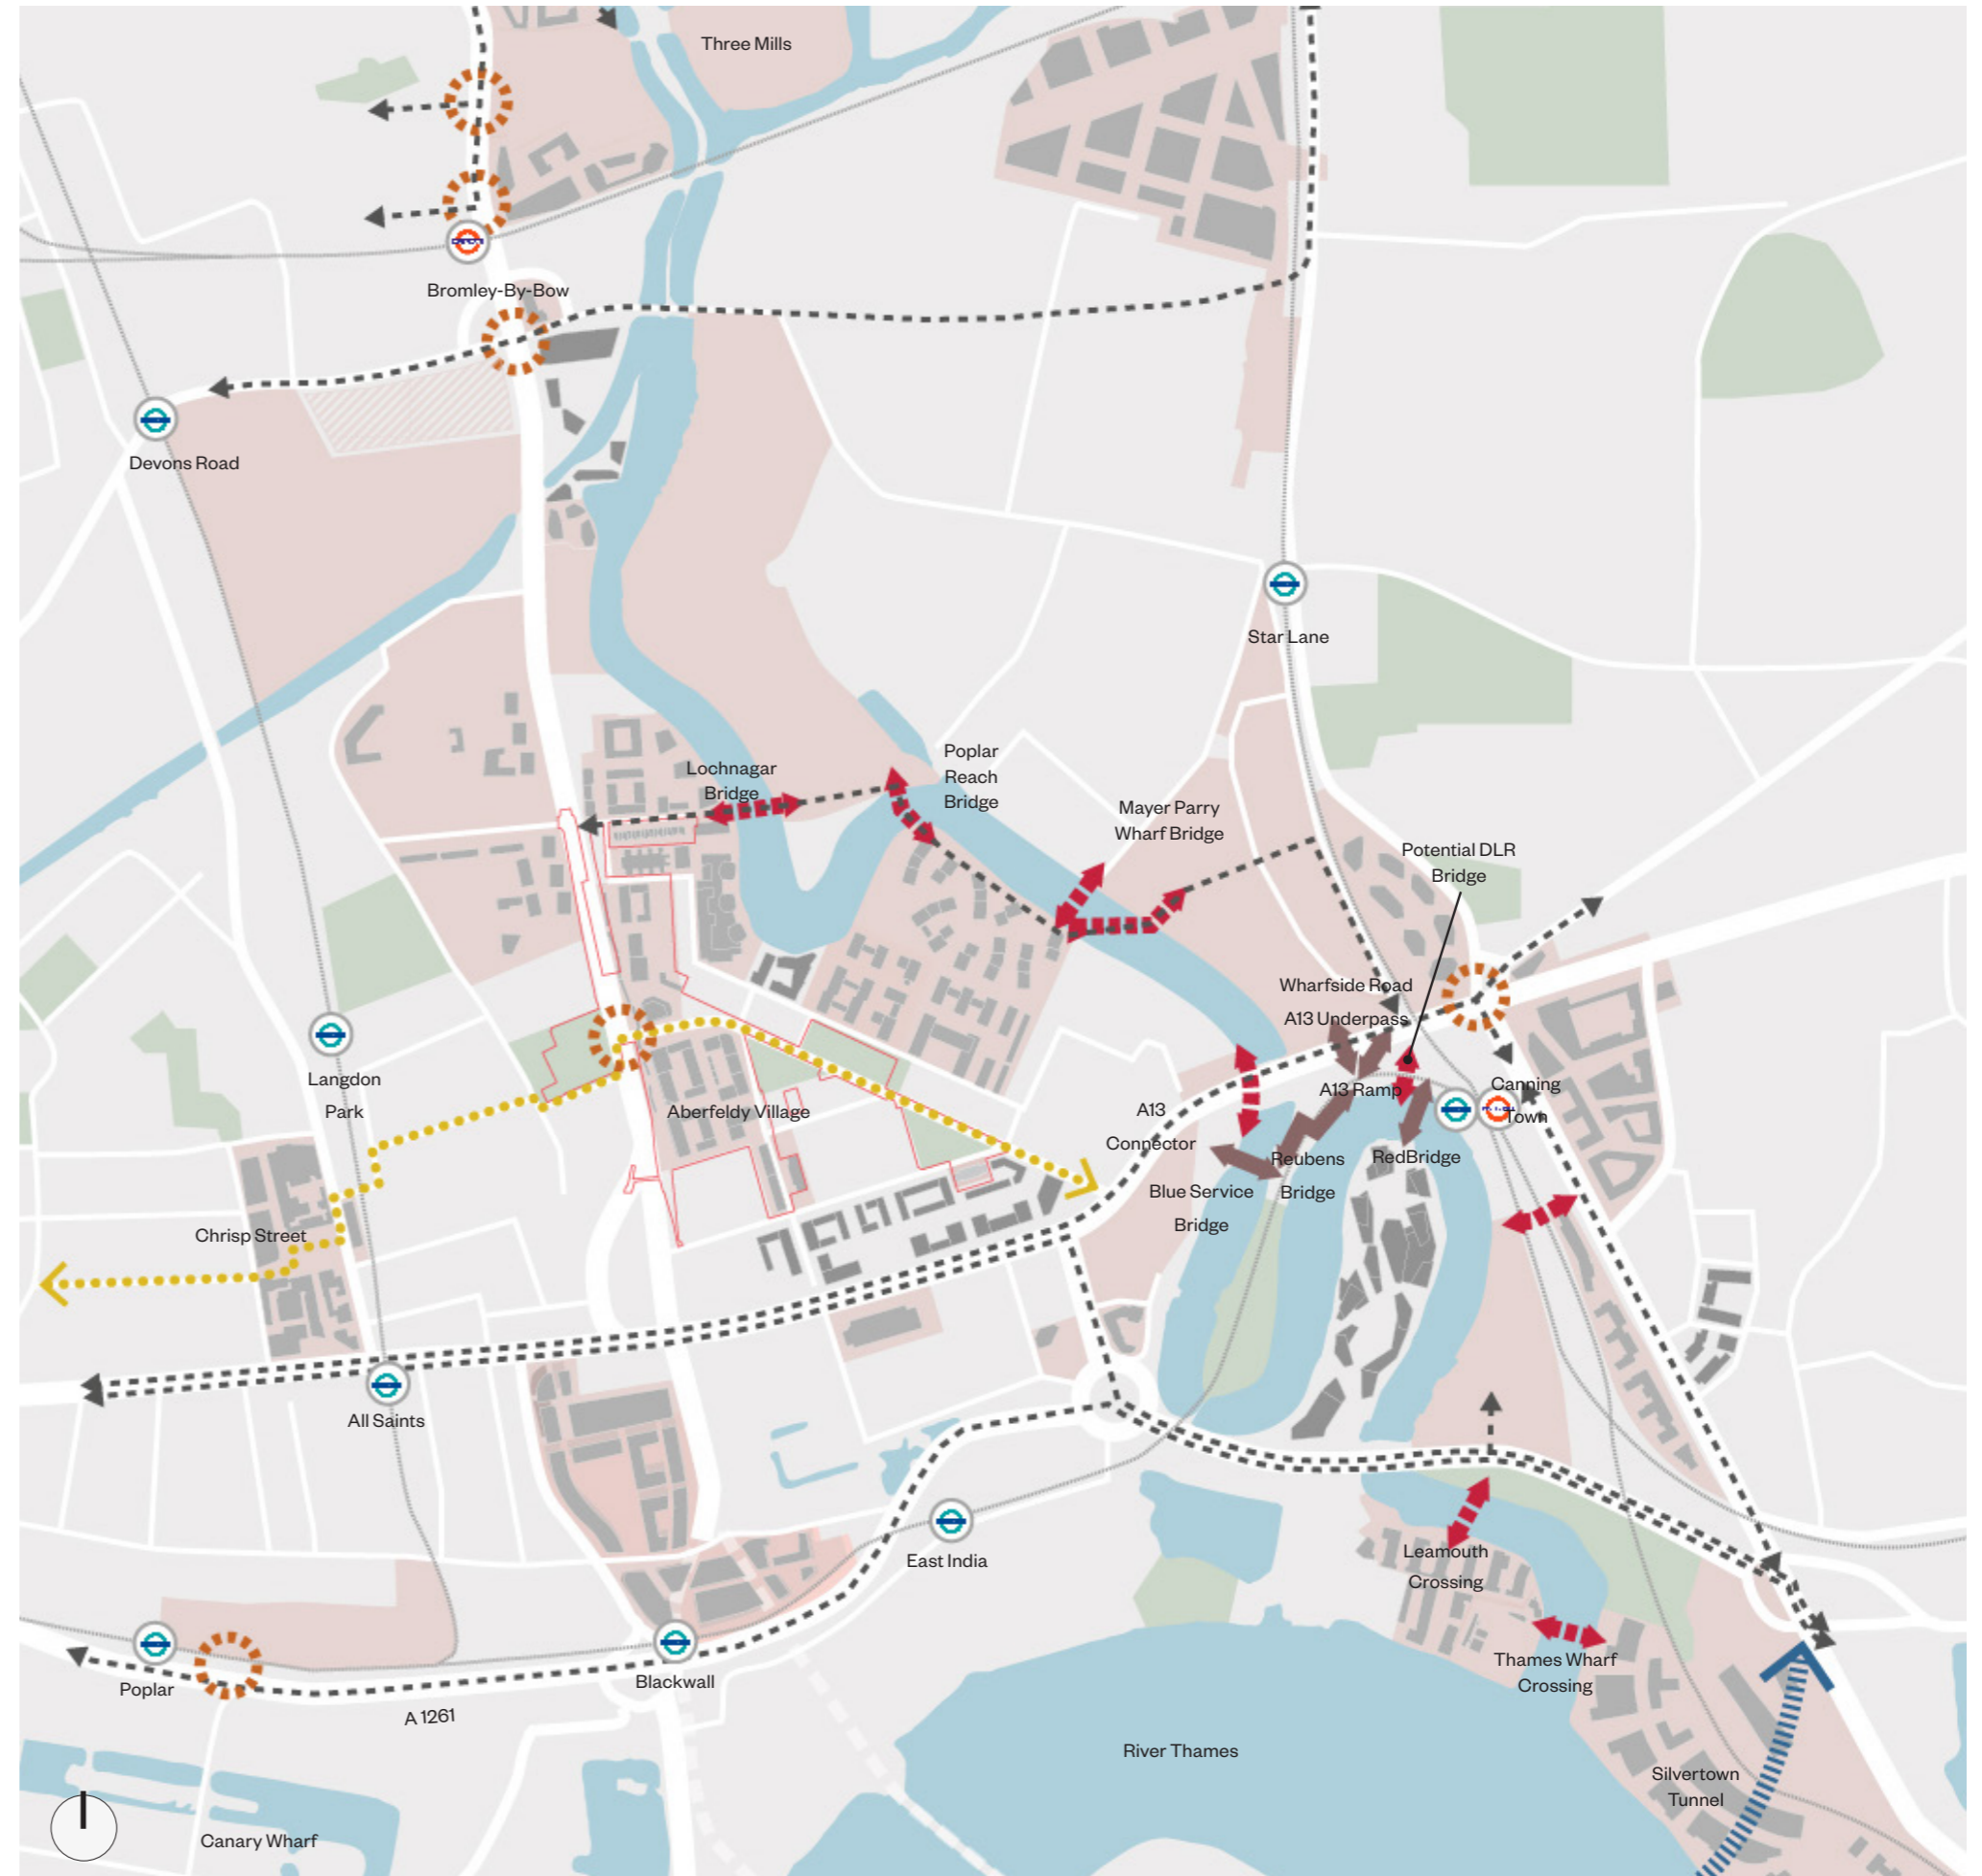 Three Mills
Bromley-By-Bow
Devons Road
Star Lane
Lochnagar
Bridge
Poplar
Reach
Bridge
Mayer Parry
Wharf Bridge
Potential DLR
Bridge
Wharfside Road
A13 Underpass
A13 Ramp
Canning
Town
Langdon
Park
Aberfeldy Village
A13
Connector
Reubens
Bridge
RedBridge
Blue Service
Bridge
Chrisp Street
All Saints
East India
Leamouth
Crossing
Thames Wharf
Crossing
Poplar
Blackwall
A 1261
River Thames
Silvertown
Tunnel
Canary Wharf